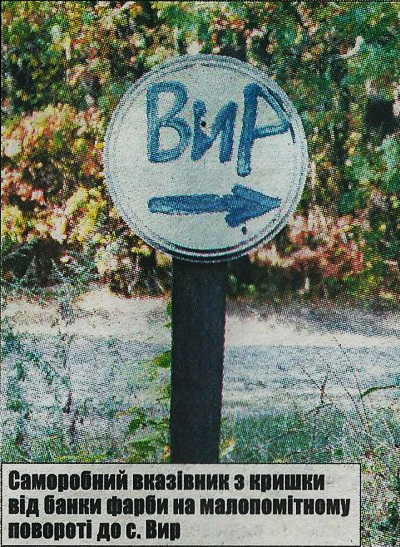 Вир
Саморобний вказівник з кришки
від банки фарби на малопомітному
повороті до с. Вир